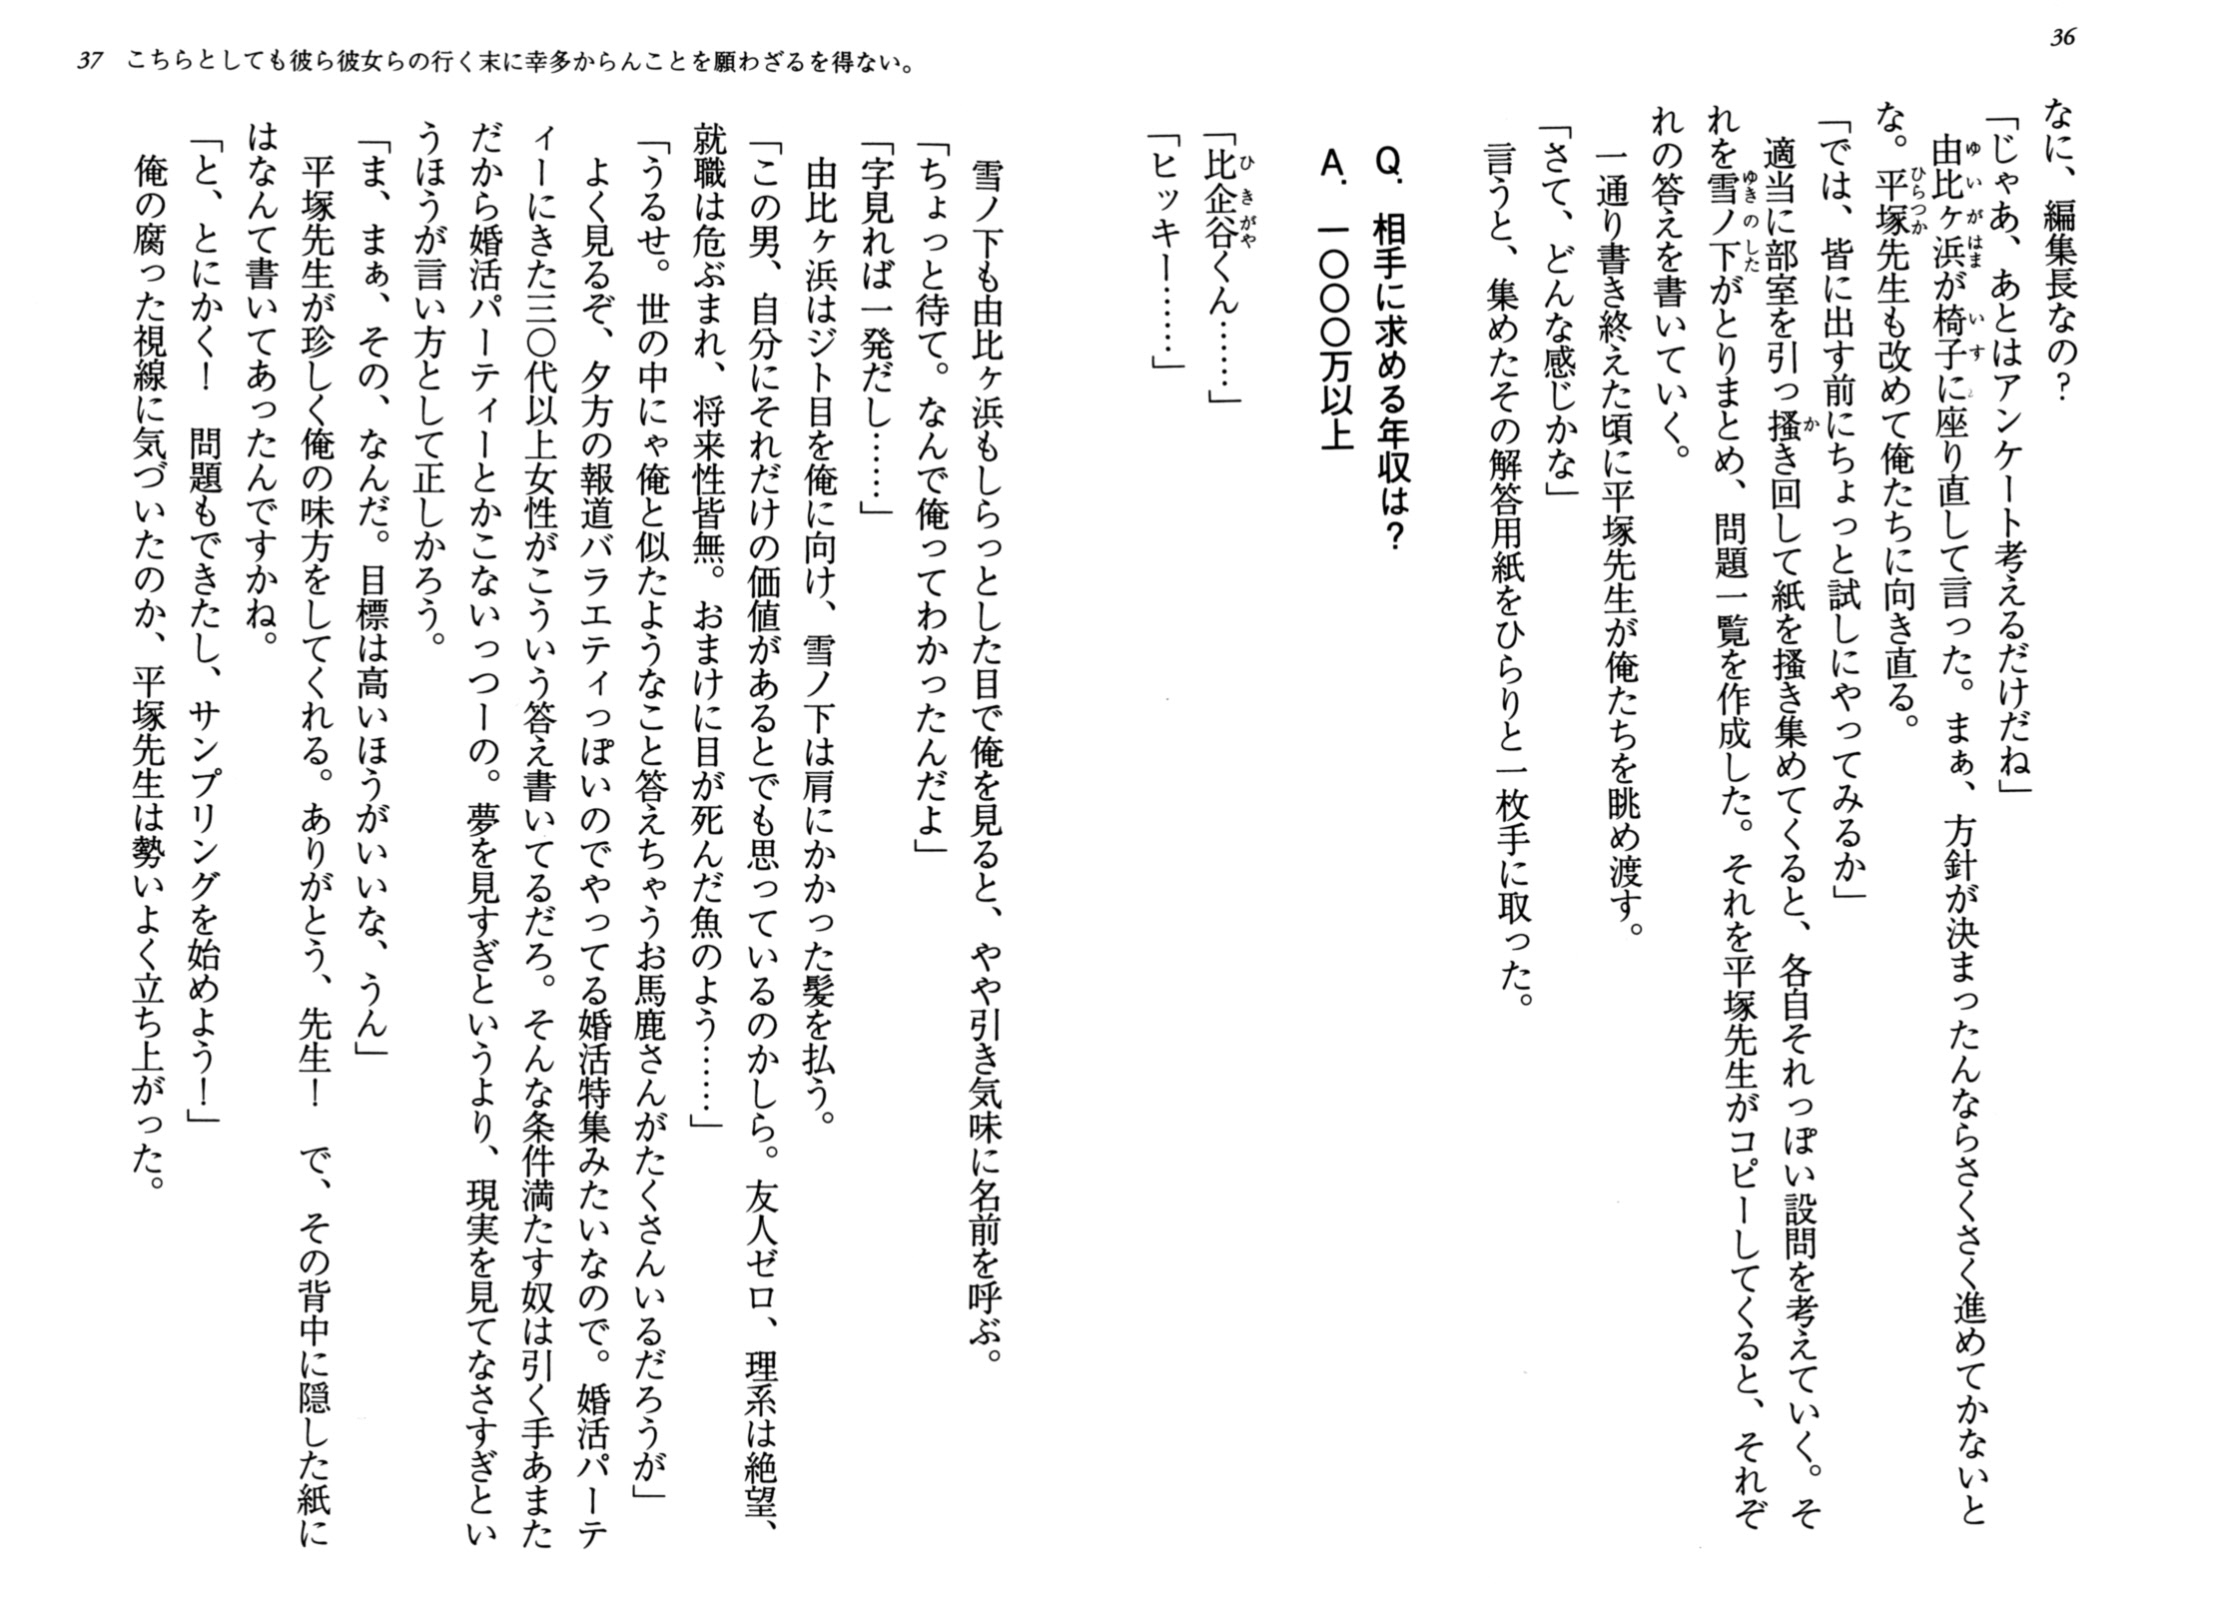 36
なに、編集長なの？
「じゃあ、あとはアンケート考えるだけだね」
由比ヶ浜が椅子に座り直して言った。まぁ、方針が決まったんならさくさく進めてかないと
な。平塚先生も改めて俺たちに向き直る。
「では、皆に出す前にちょっと試しにやってみるか」
適当に部室を引っ搔き回して紙を搔き集めてくると、各自それっぽい設問を考えていく。そ
れを雪ノ下がとりまとめ、問題一覧を作成した。それを平塚先生がコピーしてくると、それぞ
れの答えを書いていく。
一通り書き終えた頃に平塚先生が俺たちを眺め渡す。
「さて、どんな感じかな」
言うと、集めたその解答用紙をひらりと一枚手に取った。
Q. 相手に求める年収は？
A. 一〇〇〇万以上
「比企谷くん……」
「ヒッキー……」
37 こちらとしても彼ら彼女らの行く末に幸多からんことを願わざるを得ない。
雪ノ下も由比ヶ浜もしらっとした目で俺を見ると、やや引き気味に名前を呼ぶ。
「ちょっと待て。なんで俺ってわかったんだよ」
「字見れば一発だし……」
由比ヶ浜はジト目を俺に向け、雪ノ下は肩にかかった髪を払う。
「この男、自分にそれだけの価値があるとでも思っているのかしら。友人ゼロ、理系は絶望、
就職は危ぶまれ、将来性皆無。おまけに目が死んだ魚のよう……」
「うるせ。世の中にゃ俺と似たようなこと答えちゃうお馬鹿さんがたくさんいるだろうが」
よく見るぞ、夕方の報道バラエティっぽいのでやってる婚活特集みたいなので。婚活パーテ
ィーにきた三〇代以上女性がこういう答え書いてるだろ。そんな条件満たす奴は引く手あまた
だから婚活パーティーとかこないっつーの。夢を見すぎというより、現実を見てなさすぎとい
うほうが言い方として正しかろう。
「ま、まぁ、その、なんだ。目標は高いほうがいいな、うん」
平塚先生が珍しく俺の味方をしてくれる。ありがとう、先生！　で、その背中に隠した紙に
はなんて書いてあったんですかね。
「と、とにかく！　問題もできたし、サンプリングを始めよう！」
俺の腐った視線に気づいたのか、平塚先生は勢いよく立ち上がった。